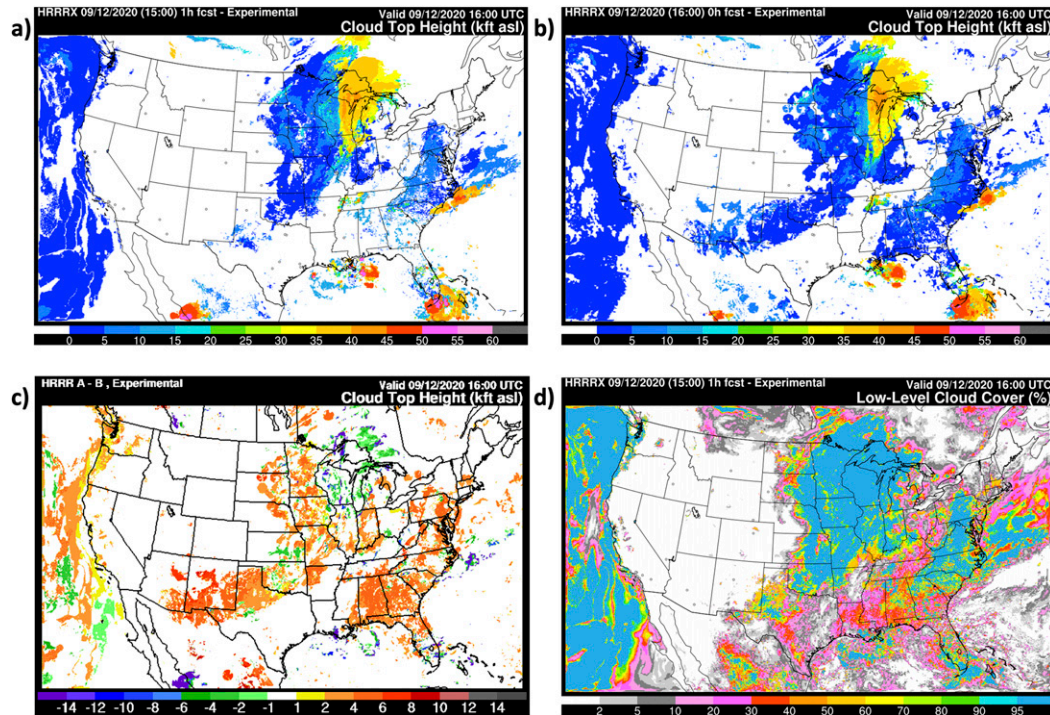 a)
HRRRX 09/12/2020 (15:00) 1h fcst - Experimental
Valid 09/12/2020 16:00 UTC
Cloud Top Height (kft asl)
0 5 10 15 20 25 30 35 40 45 50 55 60
b)
HRRRX 09/12/2020 (16:00) 0h fcst - Experimental
Valid 09/12/2020 16:00 UTC
Cloud Top Height (kft asl)
0 5 10 15 20 25 30 35 40 45 50 55 60
c)
HRRR A - B , Experimental
Valid 09/12/2020 16:00 UTC
Cloud Top Height (kft asl)
-14 -12 -10 -8 -6 -4 -2 -1 1 2 4 6 8 10 12 14
d)
HRRRX 09/12/2020 (15:00) 1h fcst - Experimental
Valid 09/12/2020 16:00 UTC
Low-Level Cloud Cover (%)
2 5 10 20 30 50 60 70 80 90 95